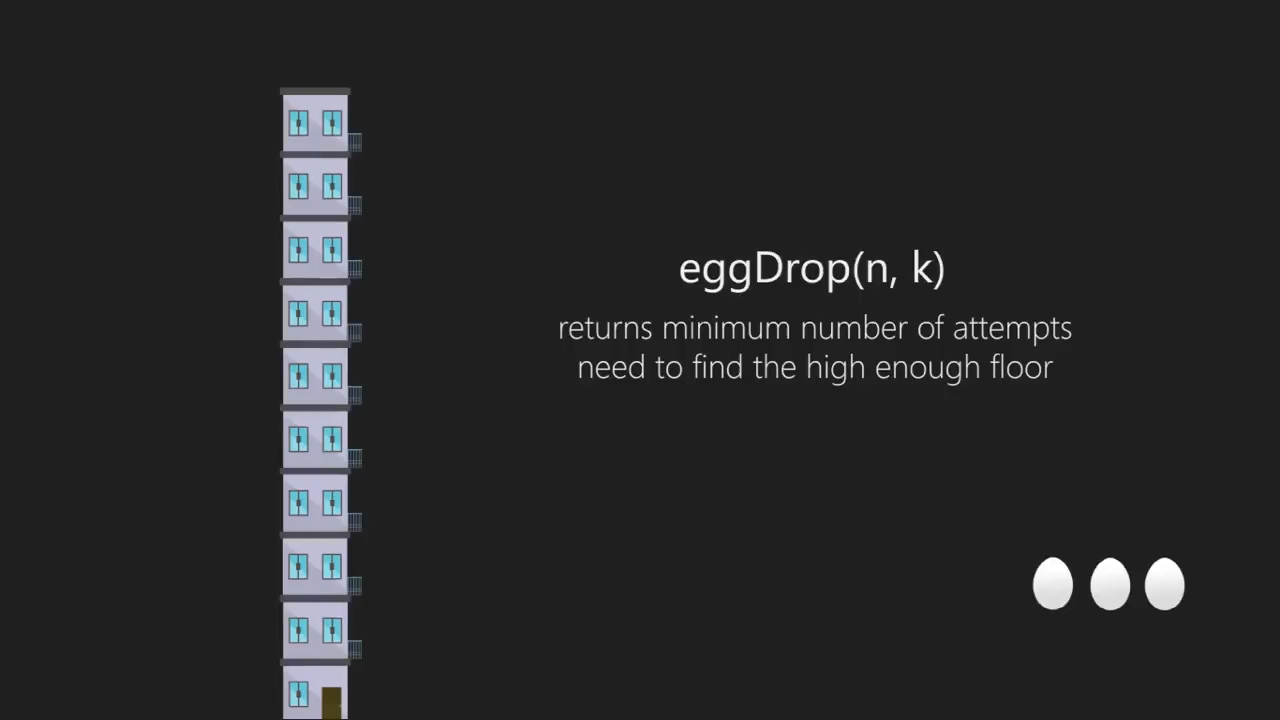 eggDrop(n, k)
returns minimum number of attempts
need to find the high enough floor